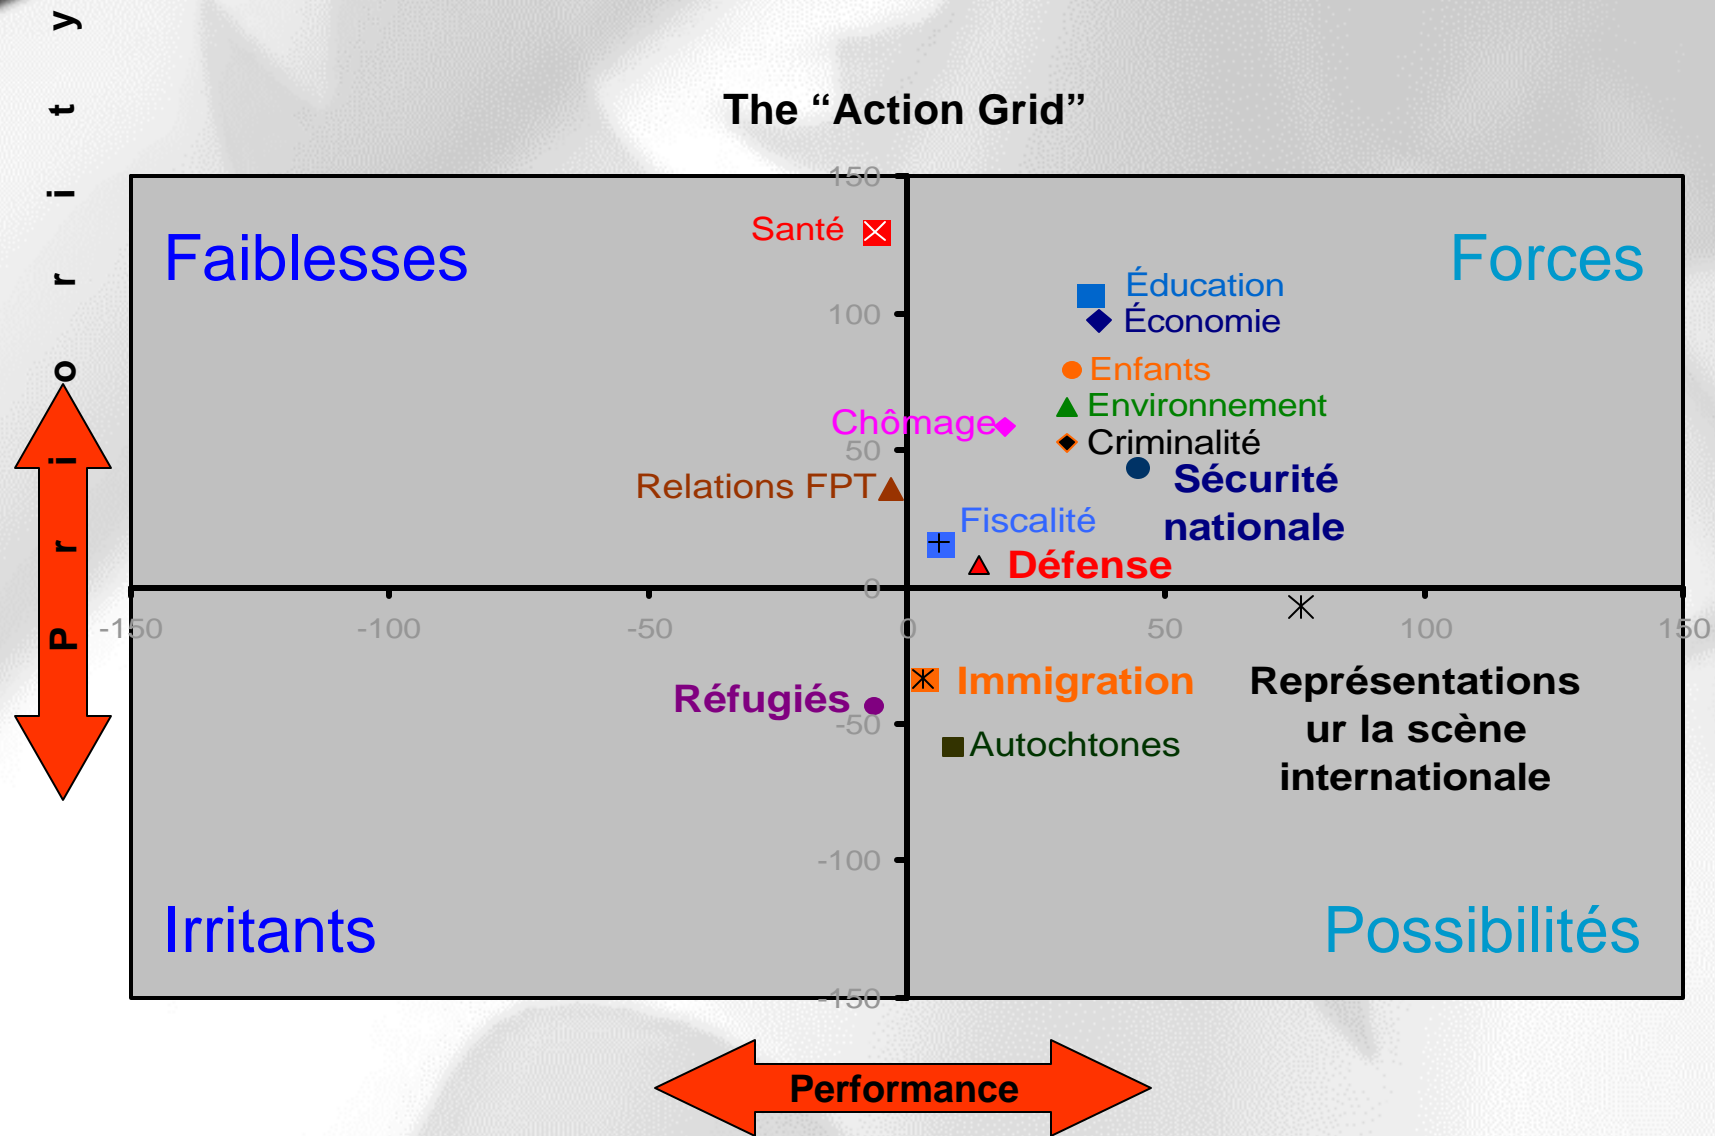 The “Action Grid”
Priority
150
Santé
Faiblesses
Forces
Éducation
100
Économie
Enfants
Environnement
Chômage
Criminalité
50
Sécurité
nationale
Relations FPT
Fiscalité
Défense
0
-150
-100
-50
0
50
100
150
Réfugiés
Immigration
Représentations
ur la scène
internationale
-50
Autochtones
-100
Irritants
Possibilités
-150
Performance